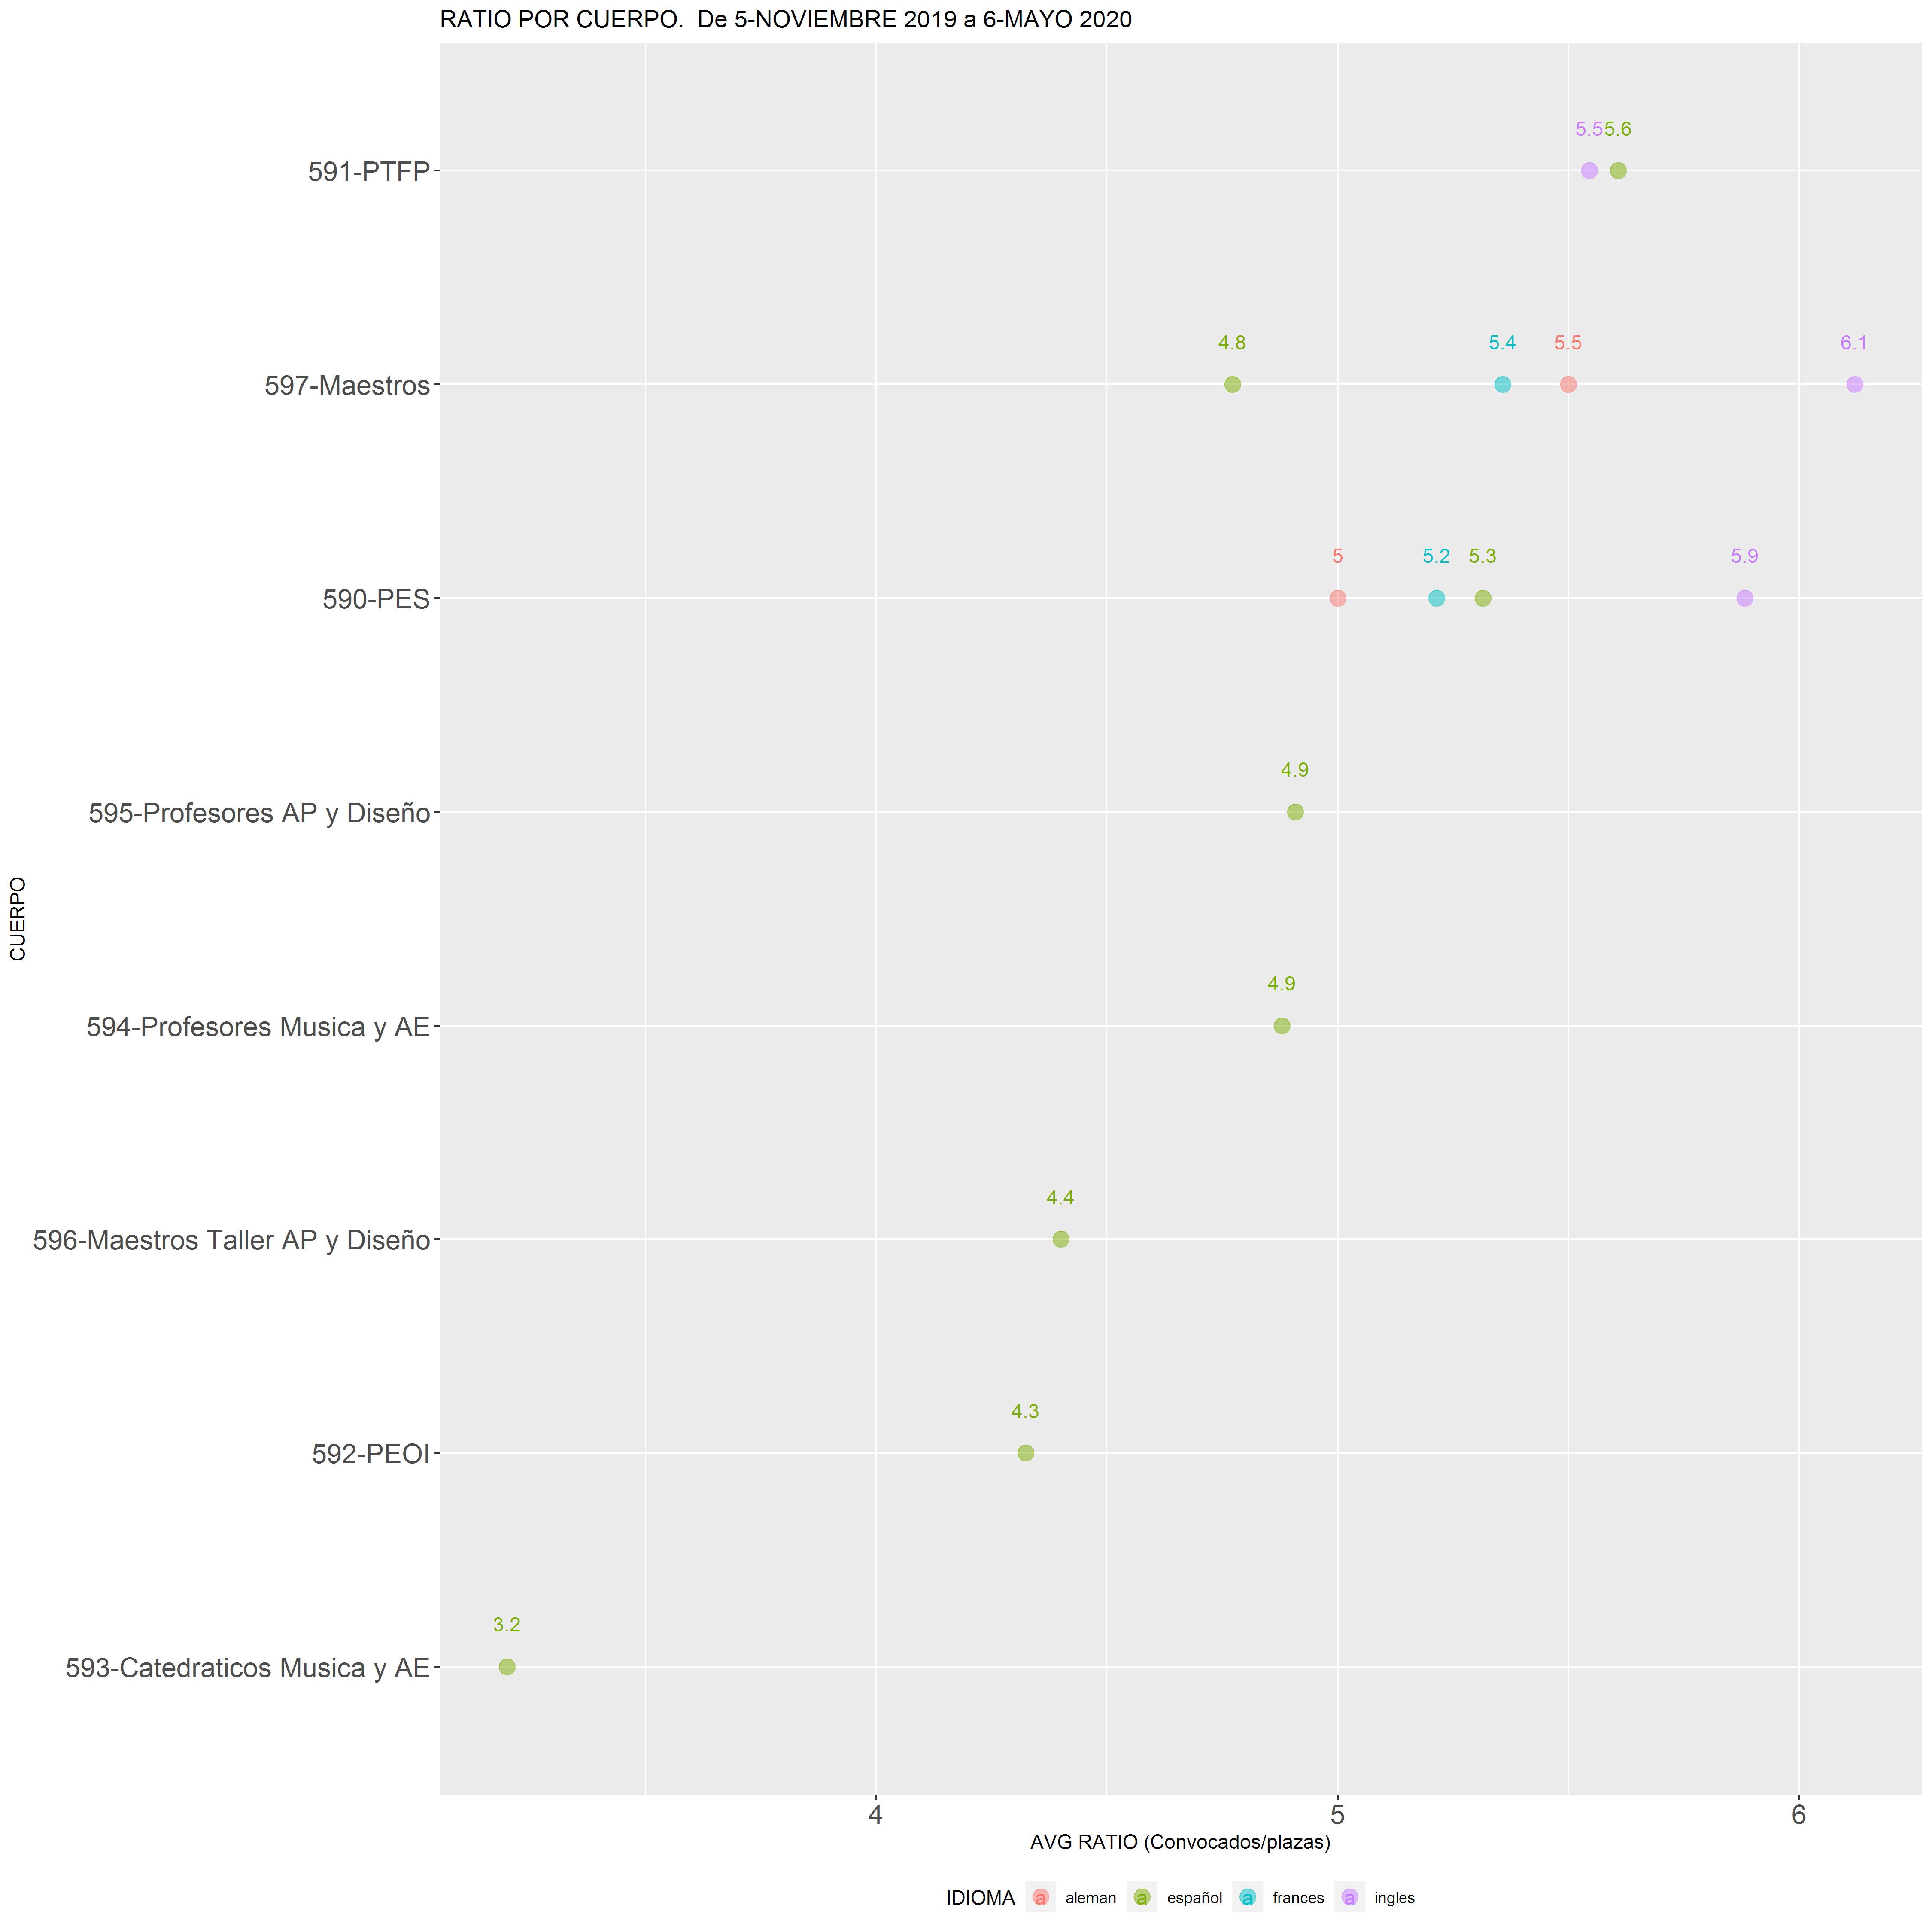 RATIO POR CUERPO.  De 5-NOVIEMBRE 2019 a 6-MAYO 2020
5.5 5.6
591-PTFP
4.8 5.4 5.5 6.1
597-Maestros
5 5.2 5.3 5.9
590-PES
4.9
595-Profesores AP y Diseño
CUERPO
4.9
594-Profesores Musica y AE
4.4
596-Maestros Taller AP y Diseño
4.3
592-PEOI
3.2
593-Catedraticos Musica y AE
4 5 6
AVG RATIO (Convocados/plazas)
IDIOMA a aleman a español a frances a ingles